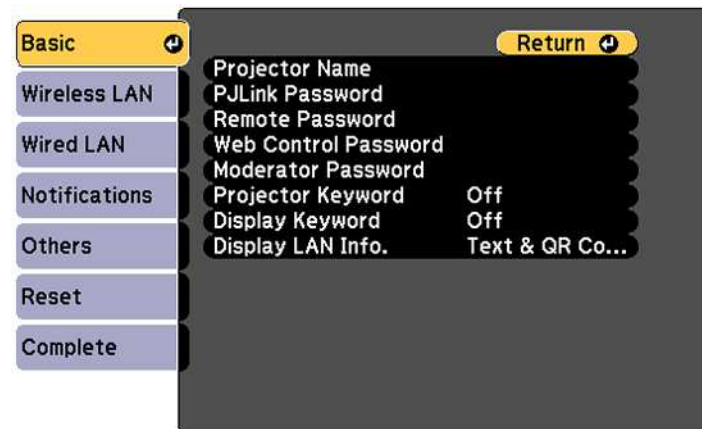 Basic
Wireless LAN
Wired LAN
Notifications
Others
Reset
Complete
Return
Projector Name
PJLink Password
Remote Password
Web Control Password
Moderator Password
Projector Keyword Off
Display Keyword Off
Display LAN Info. Text & QR Co...